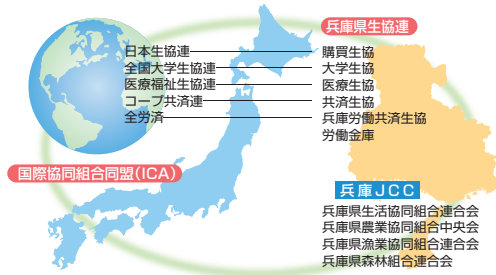 兵庫県生協連
日本生協連
購買生協
全国大学生協連
大学生協
医療福祉生協連
医療生協
コープ共済連
共済生協
全労済
兵庫労働共済生協
労働金庫
国際協同組合同盟(ICA)
兵庫JCC
兵庫県生活協同組合連合会
兵庫県農業協同組合中央会
兵庫県漁業協同組合連合会
兵庫県森林組合連合会